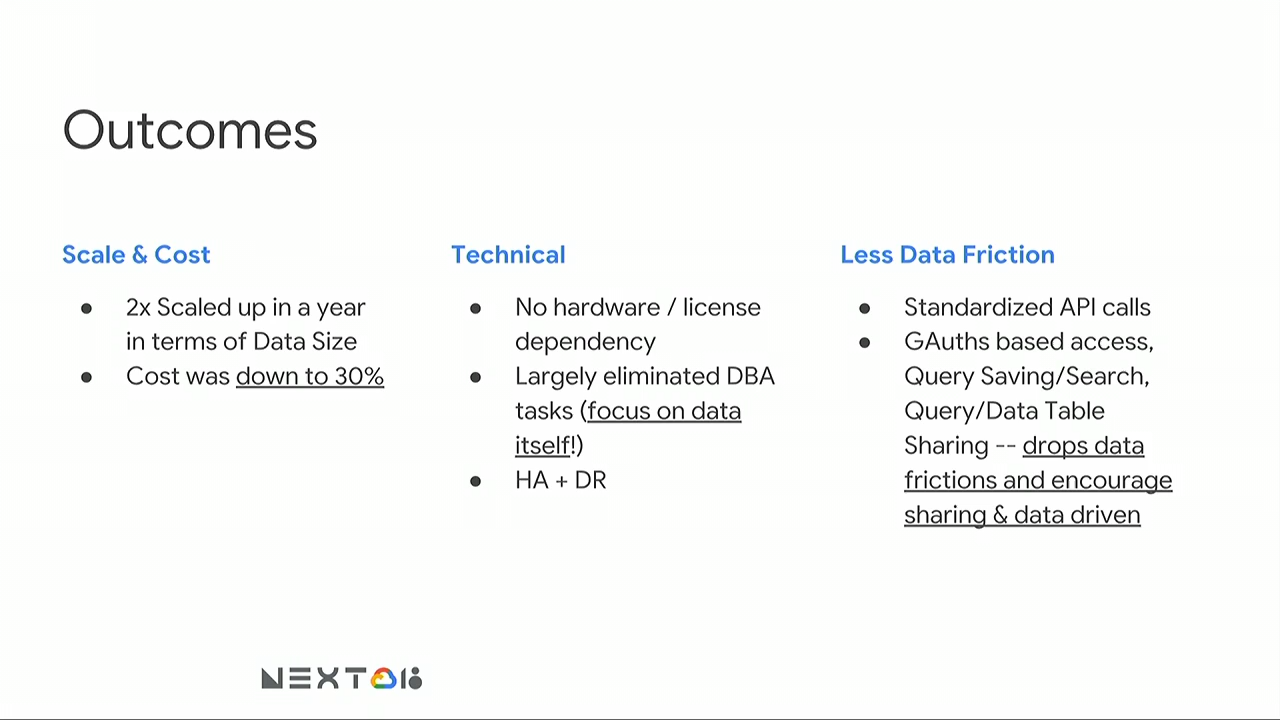 Outcomes
Scale & Cost
● 2x Scaled up in a year
in terms of Data Size
● Cost was down to 30%
Technical
● No hardware / license
dependency
● Largely eliminated DBA
tasks (focus on data
itself!)
● HA + DR
Less Data Friction
● Standardized API calls
● GAuths based access,
Query Saving/Search,
Query/Data Table
Sharing -- drops data
frictions and encourage
sharing & data driven
NEXT 18